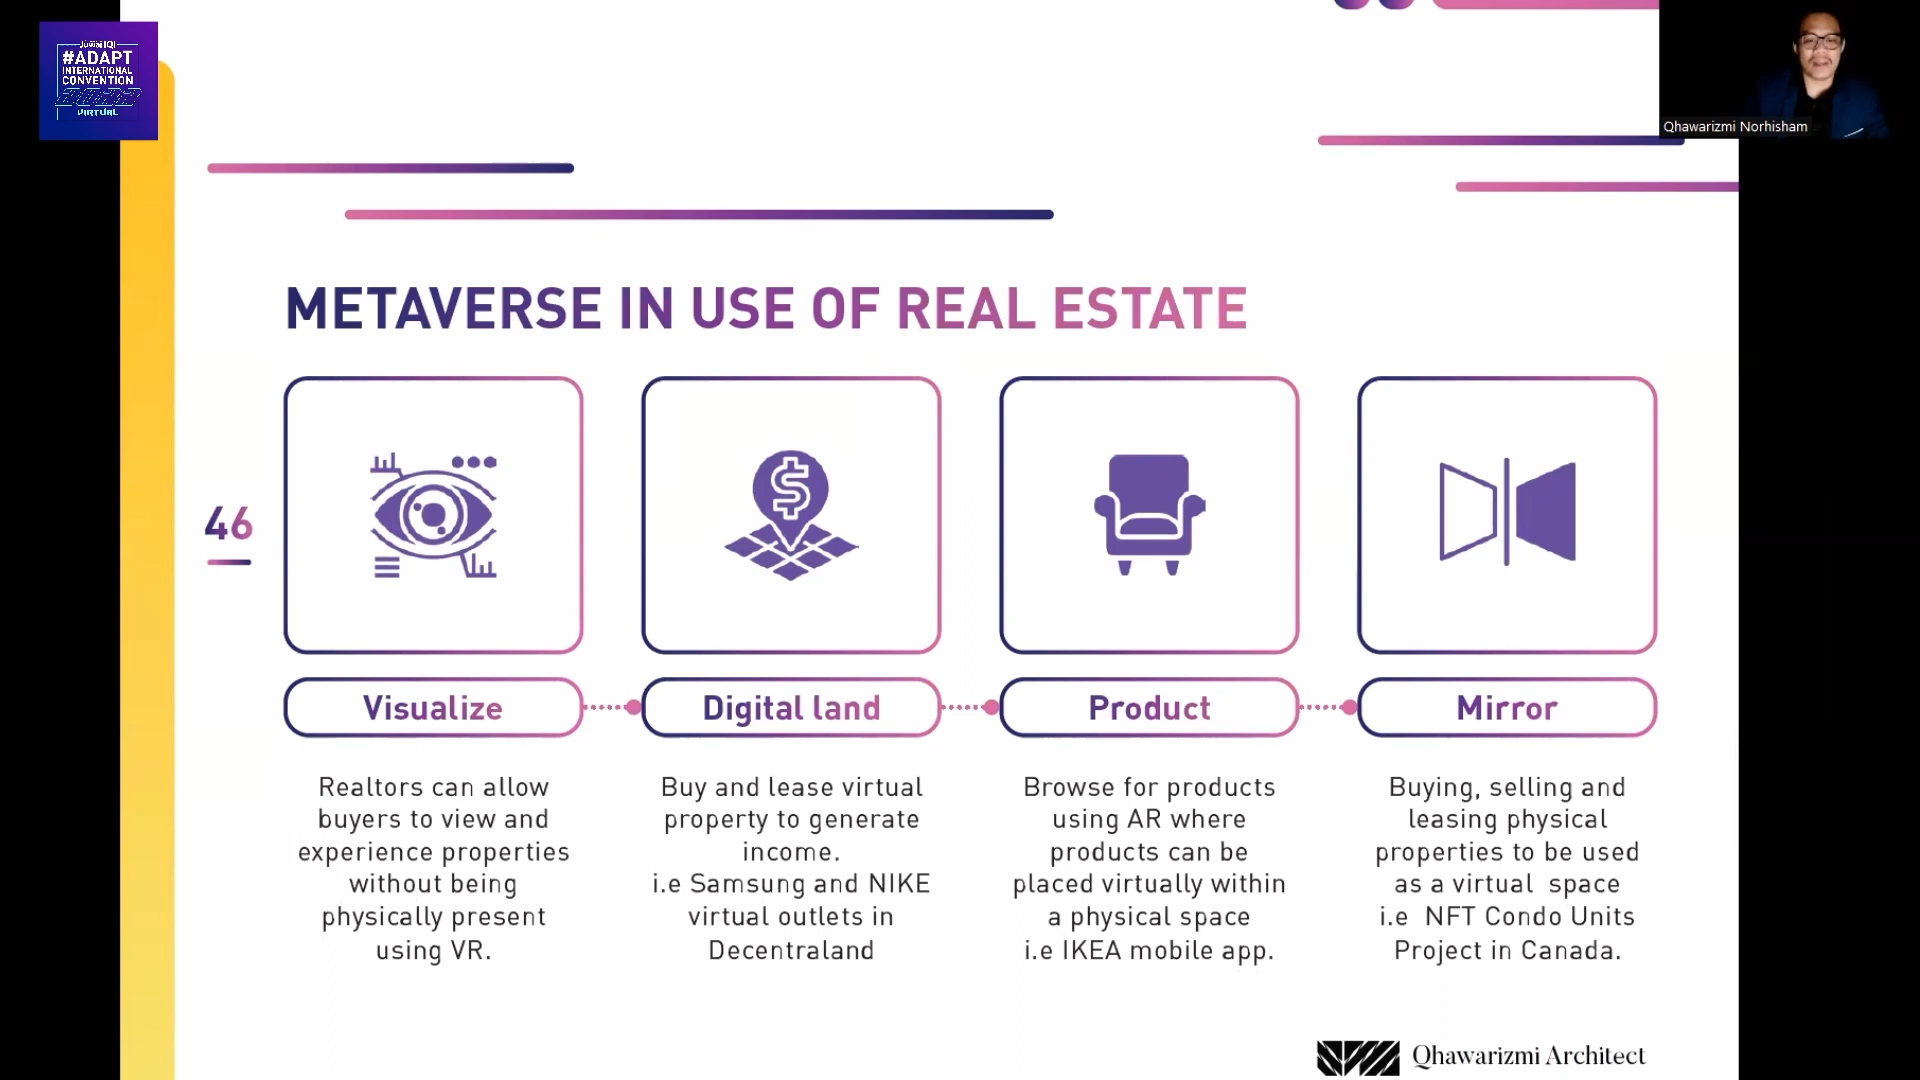 Juwai IQI
#ADAPT
INTERNATIONAL
CONVENTION
VIRTUAL
Qhawarizmi Norhisham
METAVERSE IN USE OF REAL ESTATE
46
Visualize
Realtors can allow
buyers to view and
experience properties
without being
physically present
using VR.
Digital land
Buy and lease virtual
property to generate
income.
i.e Samsung and NIKE
virtual outlets in
Decentraland
Product
Browse for products
using AR where
products can be
placed virtually within
a physical space
i.e IKEA mobile app.
Mirror
Buying, selling and
leasing physical
properties to be used
as a virtual space
i.e NFT Condo Units
Project in Canada.
Qhawarizmi Architect